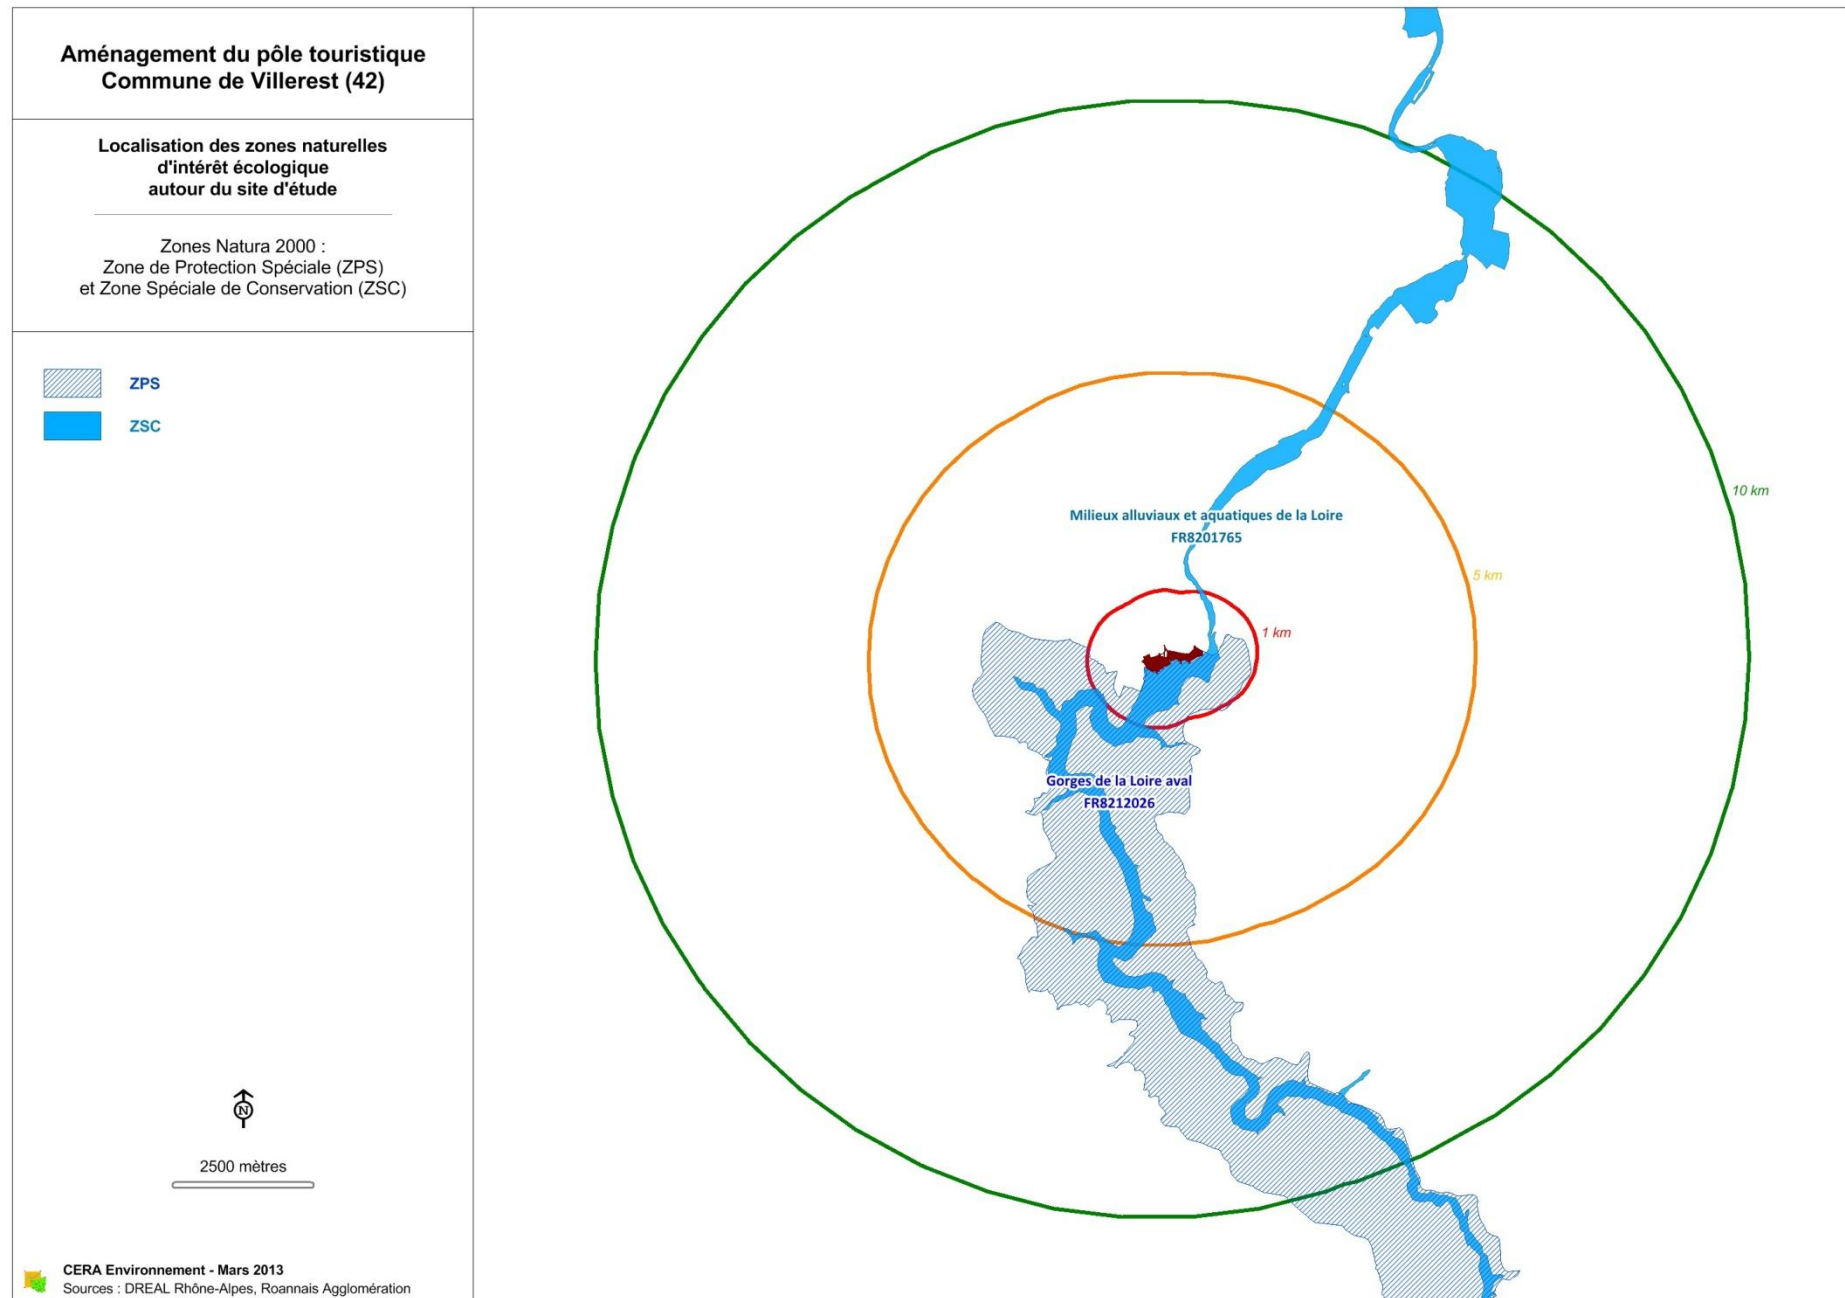 Aménagement du pôle touristique
Commune de Villerest (42)
Localisation des zones naturelles
d'intérêt écologique
autour du site d'étude
Zones Natura 2000 :
Zone de Protection Spéciale (ZPS)
et Zone Spéciale de Conservation (ZSC)
ZPS
ZSC
10 km
Milieux alluviaux et aquatiques de la Loire
FR8201765
5 km
1 km
Gorges de la Loire aval
FR8212026
N
2500 mètres
CERA Environnement - Mars 2013
Sources : DREAL Rhône-Alpes, Roannais Agglomération